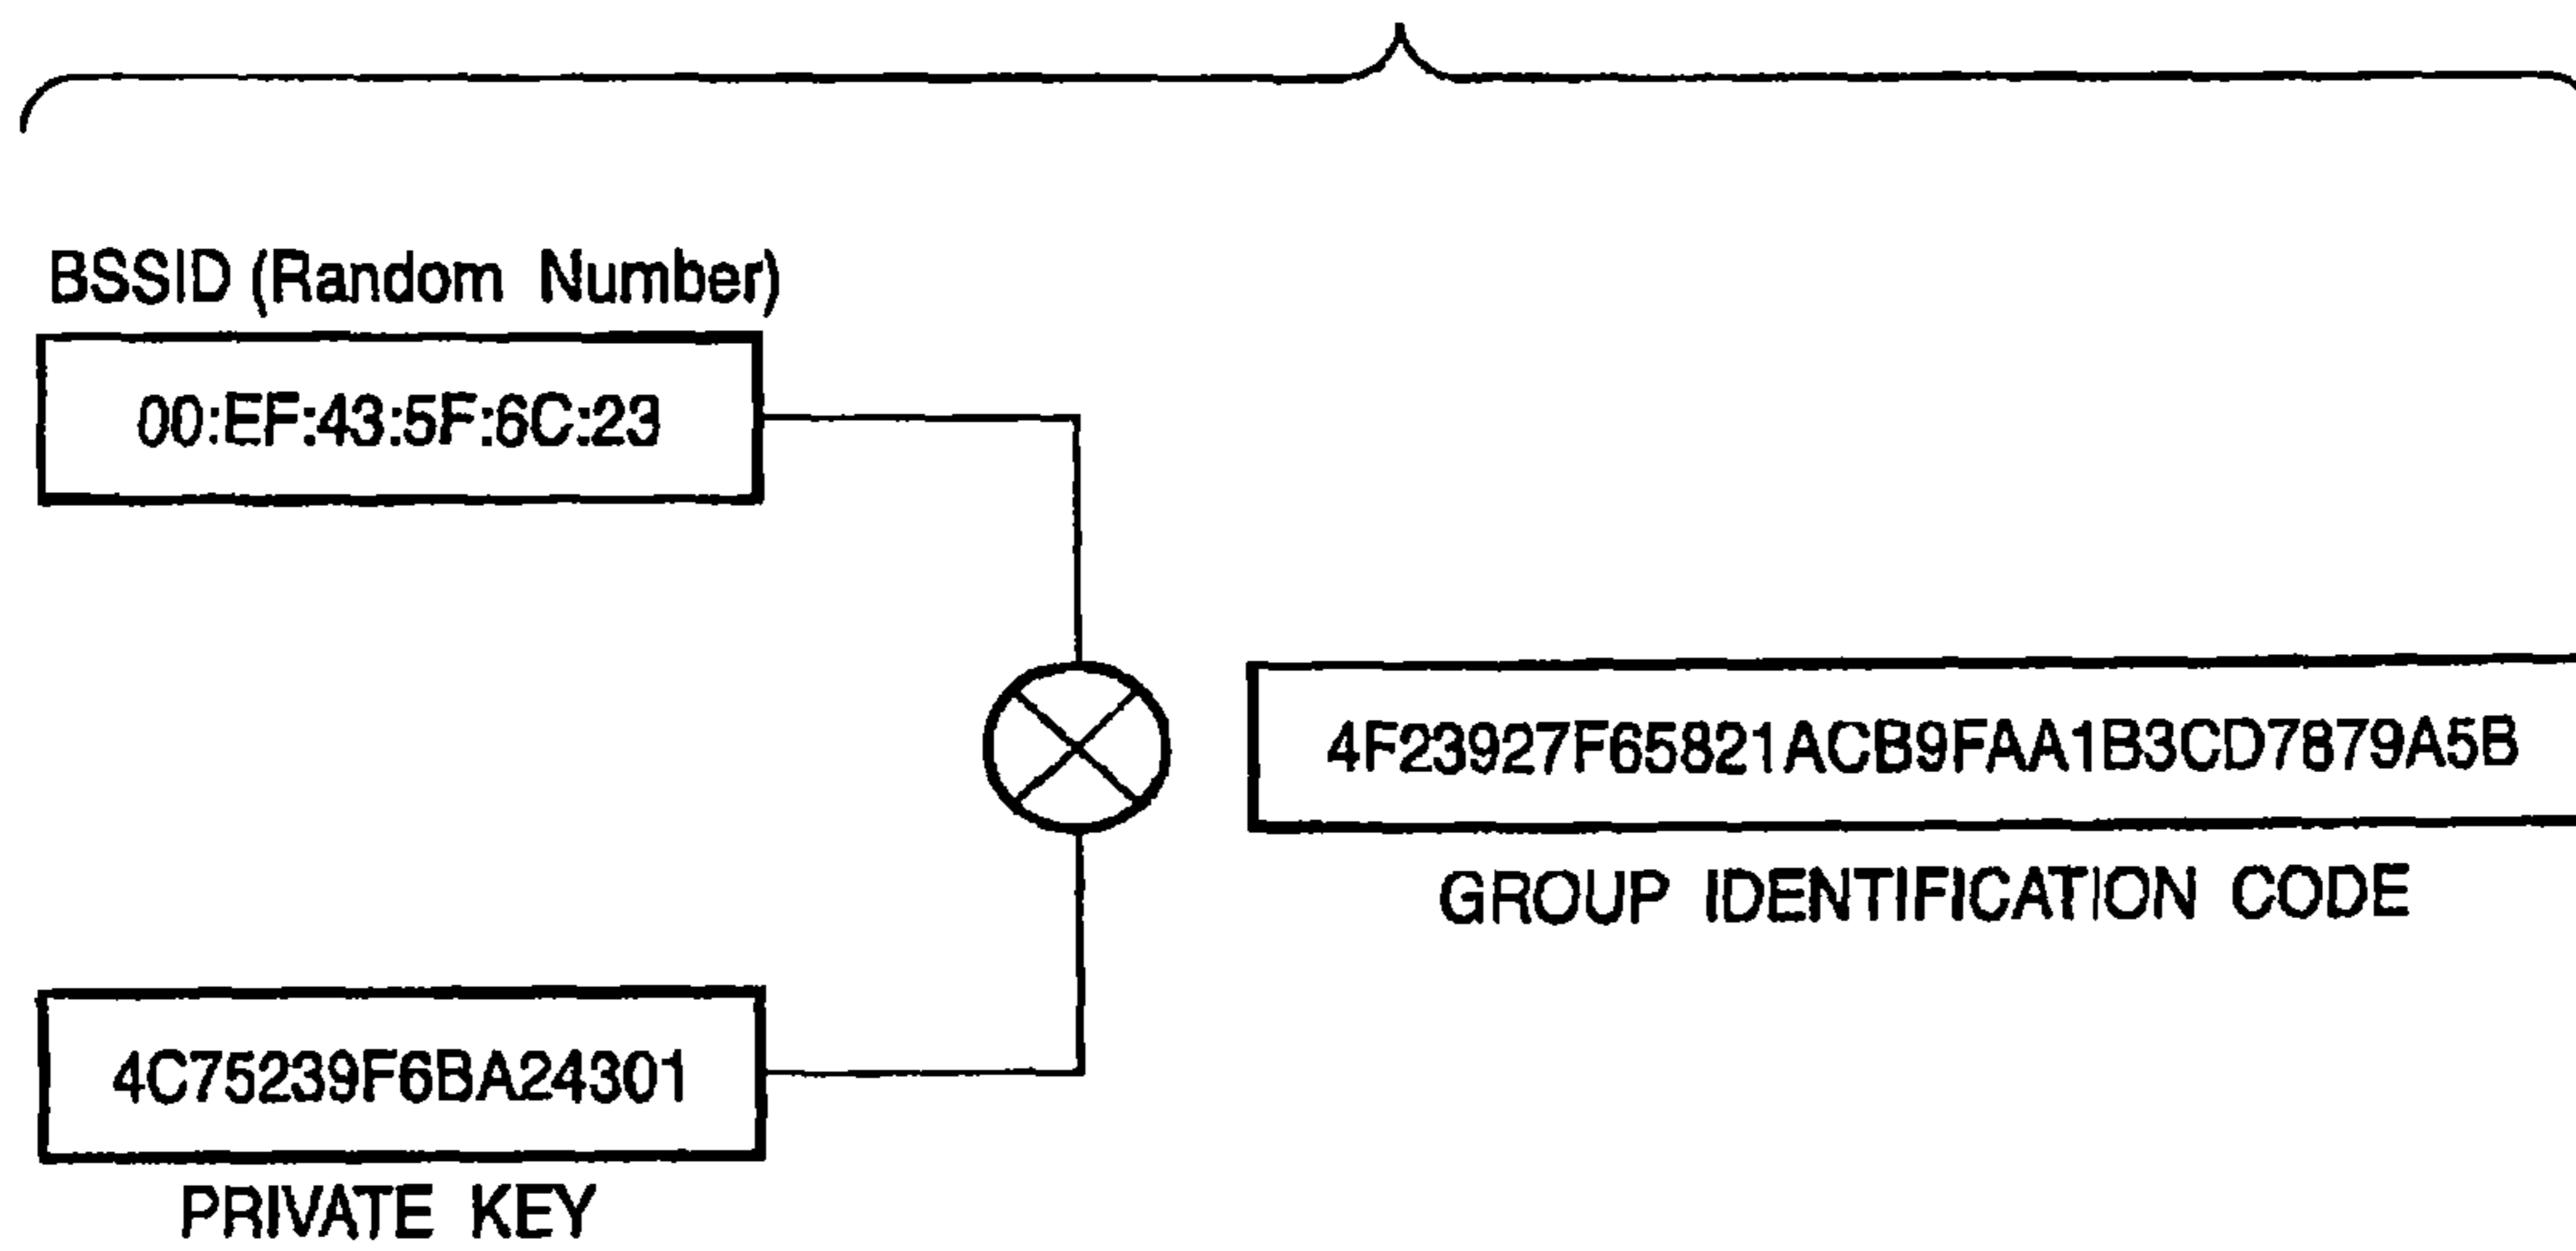 BSSID (Random Number)
00:EF:43:5F:6C:23
4F23927F65821ACB9FAA1B3CD7879A5B
GROUP IDENTIFICATION CODE
4C75239F6BA24301
PRIVATE KEY